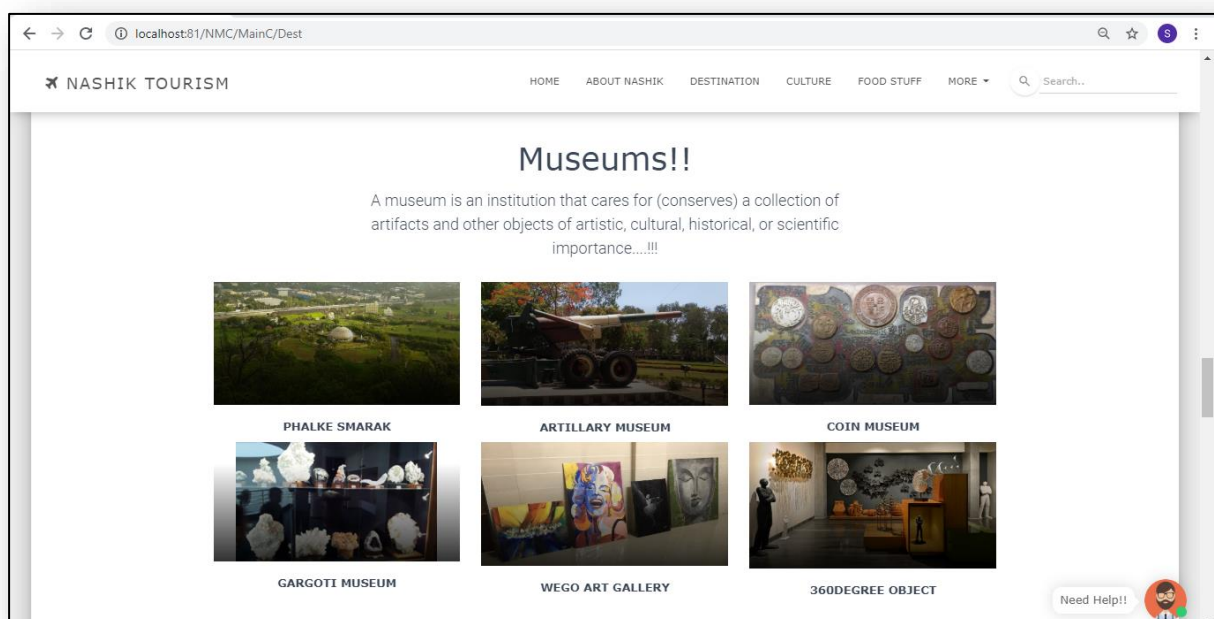 localhost:81/NMC/MainC/Dest
S
NASHIK TOURISM
HOME ABOUT NASHIK DESTINATION CULTURE FOOD STUFF MORE Search..
Museums!!
A museum is an institution that cares for (conserves) a collection of
artifacts and other objects of artistic, cultural, historical, or scientific
importance....!!!
PHALKE SMARAK ARTILLARY MUSEUM COIN MUSEUM
GARGOTI MUSEUM WEGO ART GALLERY 360DEGREE OBJECT
Need Help!!